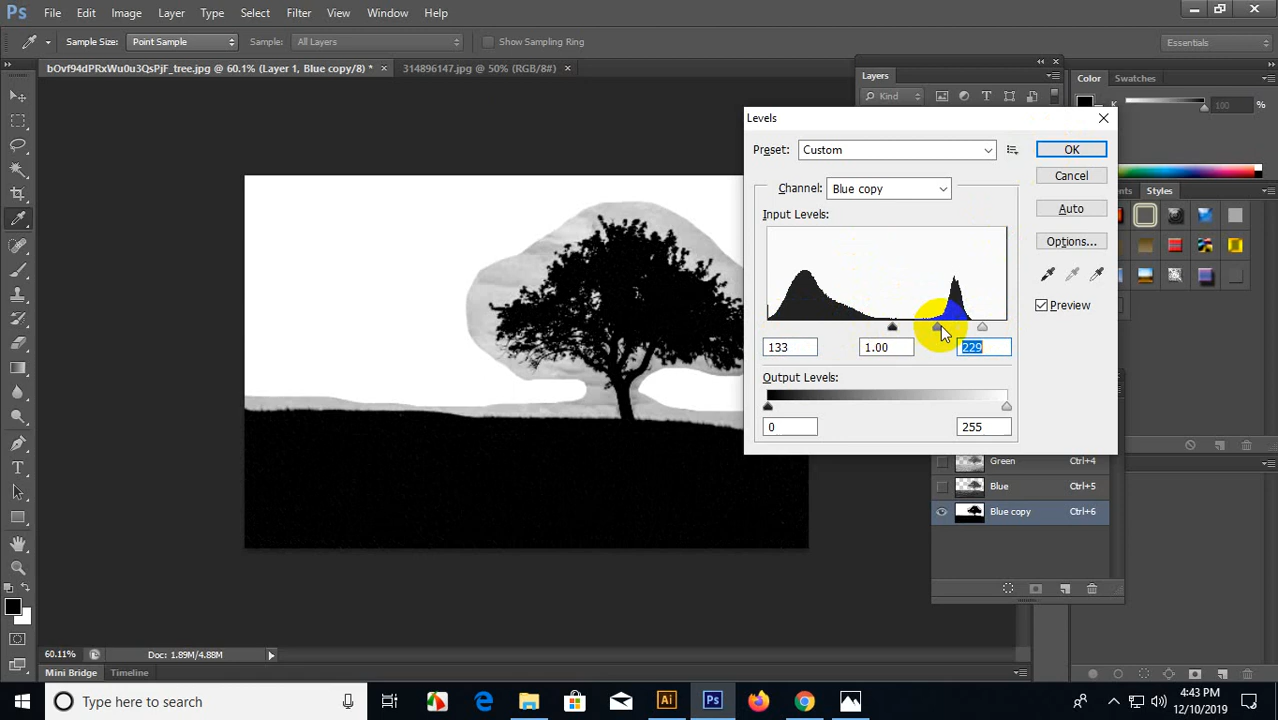 Ps File Edit Image Layer Type Select Filter View Window Help
Sample Size: Point Sample Sample: All Layers Show Sampling Ring Essentials
bOvf94dPRxWu0u3QsPjF_tree.jpg @ 60.1% (Layer 1, Blue copy/8) * × 314896147.jpg @ 50% (RGB/8#) ×
Layers
Color Swatches
Kind
K 100 %
Levels
Preset: Custom
OK
Channel: Blue copy
Cancel
Input Levels:
Auto
Options...
Preview
133 1.00 229
Output Levels:
0 255
Styles
Green Ctrl+4
Blue Ctrl+5
Blue copy Ctrl+6
60.11% Doc: 1.89M/4.88M
Mini Bridge Timeline
Type here to search
Ai Ps
4:43 PM
12/10/2019